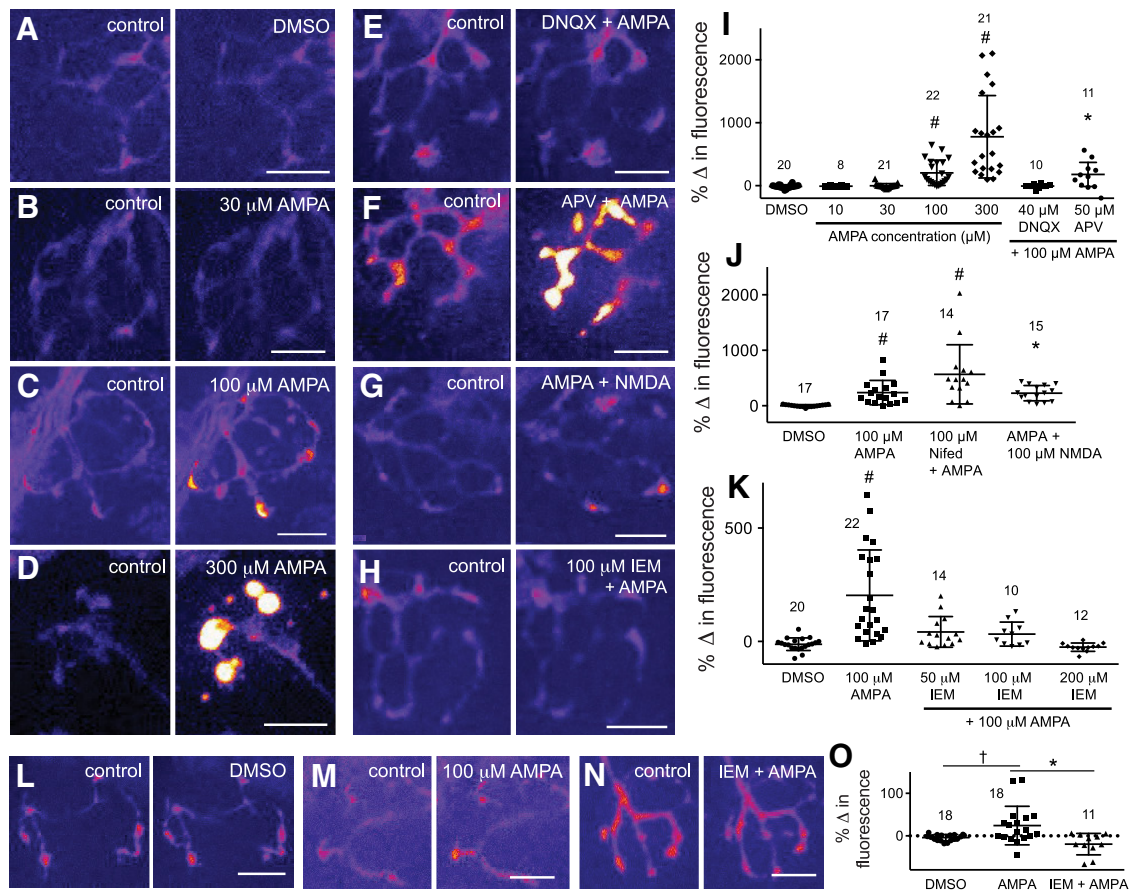 A control DMSO
B control 30 µM AMPA
C control 100 µM AMPA
D control 300 µM AMPA
E control DNQX + AMPA
F control APV + AMPA
G control AMPA + NMDA
H control 100 µM IEM
+ AMPA
I
% Δ in fluorescence
2000
1000
0
20 8 21 22 # 21 # 10 11 *
DMSO 10 30 100 300 40 µM 50 µM
DNQX APV
AMPA concentration (µM)
+ 100 µM AMPA
J
% Δ in fluorescence
2000
1000
0
17 17 # 14 # 15 *
DMSO 100 µM 100 µM AMPA +
AMPA Nifed 100 µM NMDA
+ AMPA
K
% Δ in fluorescence
500
0
20 22 # 14 10 12
DMSO 100 µM 50 µM 100 µM 200 µM
AMPA IEM IEM IEM
+ 100 µM AMPA
L control DMSO
M control 100 µM AMPA
N control IEM + AMPA
O
% Δ in
fluorescence
100
0
† *
18 18 11
DMSO AMPA IEM + AMPA